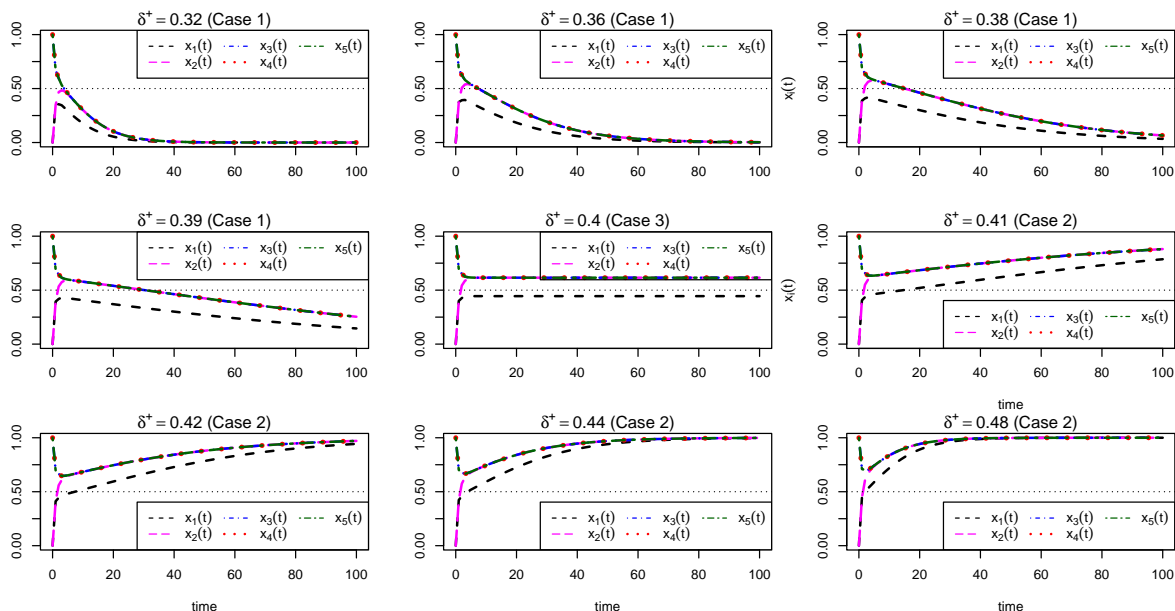 δ⁺ = 0.32 (Case 1)
x₁(t) x₃(t) x₅(t)
x₂(t) x₄(t)
0.00 0.50 1.00
0 20 40 60 80 100
δ⁺ = 0.36 (Case 1)
x₁(t) x₃(t) x₅(t)
x₂(t) x₄(t)
0.00 0.50 1.00
0 20 40 60 80 100
δ⁺ = 0.38 (Case 1)
xᵢ(t)
x₁(t) x₃(t) x₅(t)
x₂(t) x₄(t)
0.00 0.50 1.00
0 20 40 60 80 100
δ⁺ = 0.39 (Case 1)
x₁(t) x₃(t) x₅(t)
x₂(t) x₄(t)
0.00 0.50 1.00
0 20 40 60 80 100
δ⁺ = 0.4 (Case 3)
x₁(t) x₃(t) x₅(t)
x₂(t) x₄(t)
0.00 0.50 1.00
0 20 40 60 80 100
δ⁺ = 0.41 (Case 2)
xᵢ(t)
x₁(t) x₃(t) x₅(t)
x₂(t) x₄(t)
0.00 0.50 1.00
0 20 40 60 80 100
time
δ⁺ = 0.42 (Case 2)
x₁(t) x₃(t) x₅(t)
x₂(t) x₄(t)
0.00 0.50 1.00
0 20 40 60 80 100
time
δ⁺ = 0.44 (Case 2)
x₁(t) x₃(t) x₅(t)
x₂(t) x₄(t)
0.00 0.50 1.00
0 20 40 60 80 100
time
δ⁺ = 0.48 (Case 2)
x₁(t) x₃(t) x₅(t)
x₂(t) x₄(t)
0.00 0.50 1.00
0 20 40 60 80 100
time